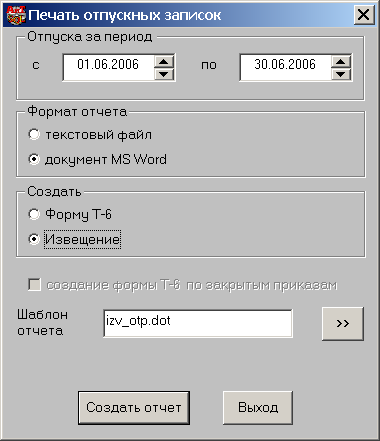 Печать отпускных записок
Отпуска за период
с 01.06.2006 по 30.06.2006
Формат отчета
текстовый файл
документ MS Word
Создать
Форму Т-6
Извещение
создание формы Т-6 по закрытым приказам
Шаблон
отчета
izv_otp.dot
>>
Создать отчет Выход